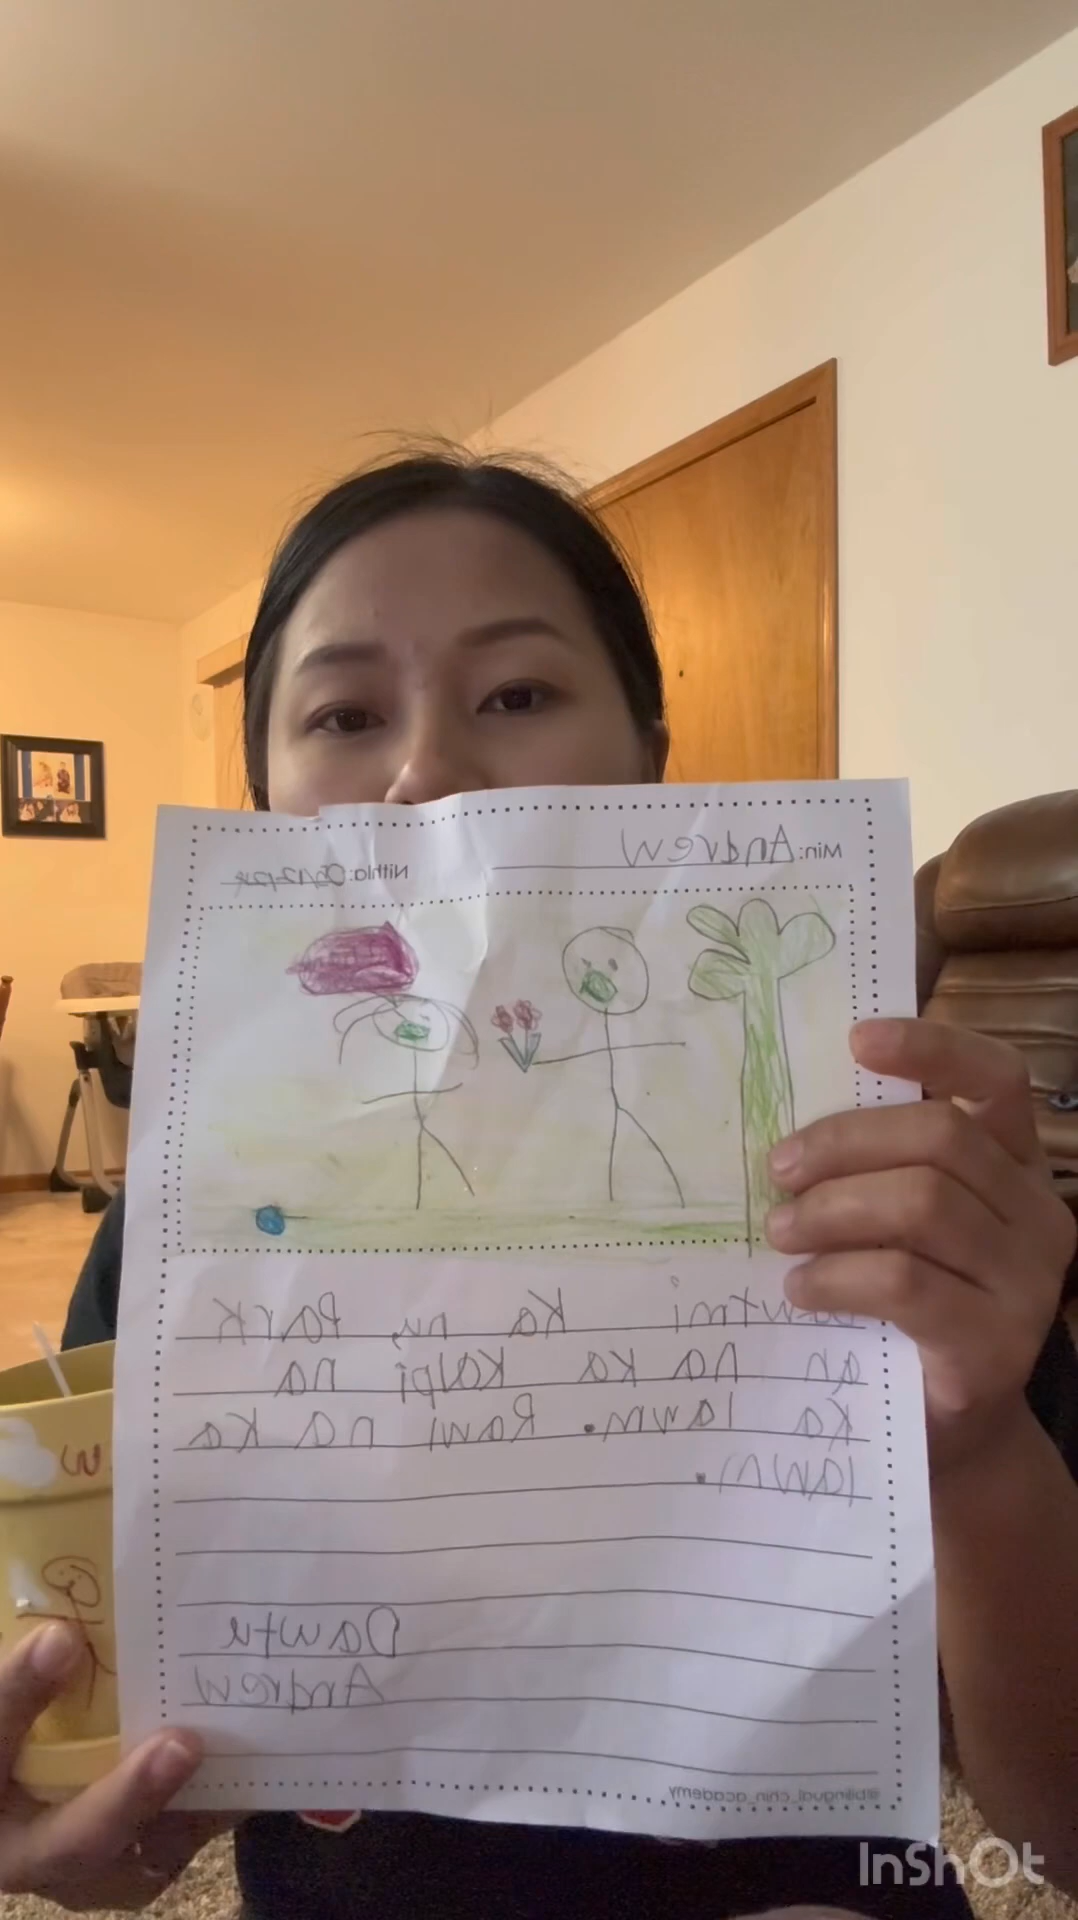 Min: Andrew
Nithla:
Dawtmi ka nu, Park
ah na ka kalpi na
ka lawm. Rawl na ka
lawm.
Dawtu
Andrew
@bilingual_chin_academy
InShOt